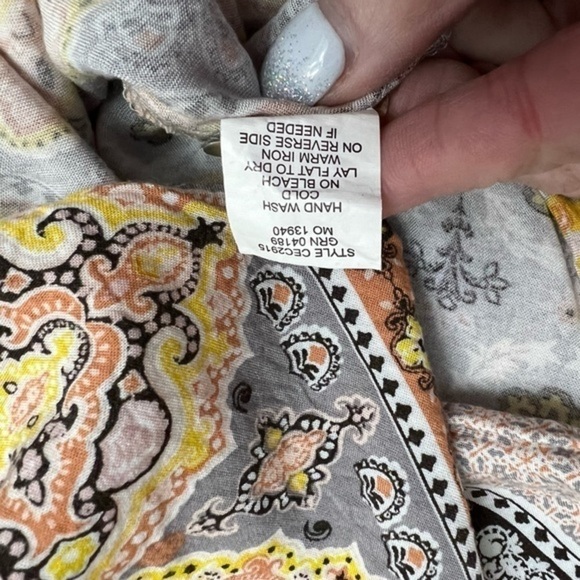 STYLE CEC2915
GRN 04189
MO 13940
HAND WASH
COLD
NO BLEACH
LAY FLAT TO DRY
WARM IRON
ON REVERSE SIDE
IF NEEDED